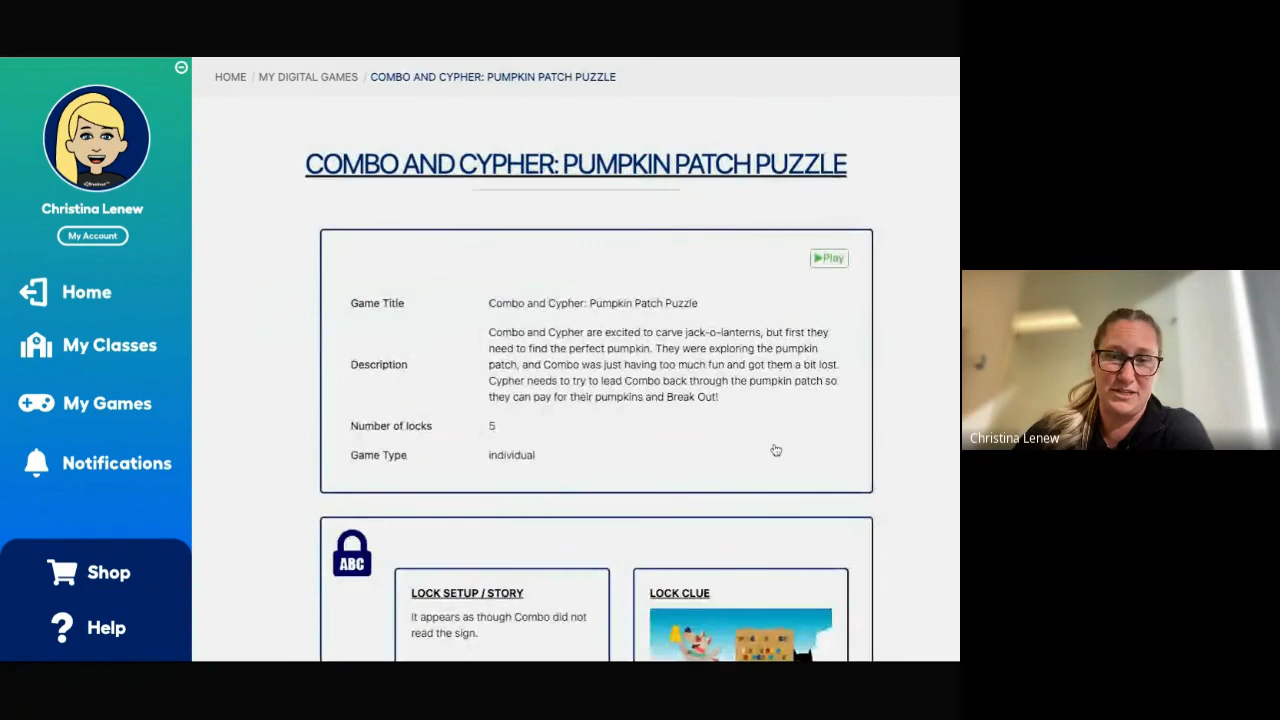 HOME / MY DIGITAL GAMES / COMBO AND CYPHER: PUMPKIN PATCH PUZZLE
Christina Lenew
My Account
Home
My Classes
My Games
Notifications
Shop
Help
COMBO AND CYPHER: PUMPKIN PATCH PUZZLE
Play
Game Title Combo and Cypher: Pumpkin Patch Puzzle
Description
Combo and Cypher are excited to carve jack-o-lanterns, but first they
need to find the perfect pumpkin. They were exploring the pumpkin
patch, and Combo was just having too much fun and got them a bit lost.
Cypher needs to try to lead Combo back through the pumpkin patch so
they can pay for their pumpkins and Break Out!
Number of locks 5
Game Type individual
ABC
LOCK SETUP / STORY
It appears as though Combo did not
read the sign.
LOCK CLUE
Christina Lenew